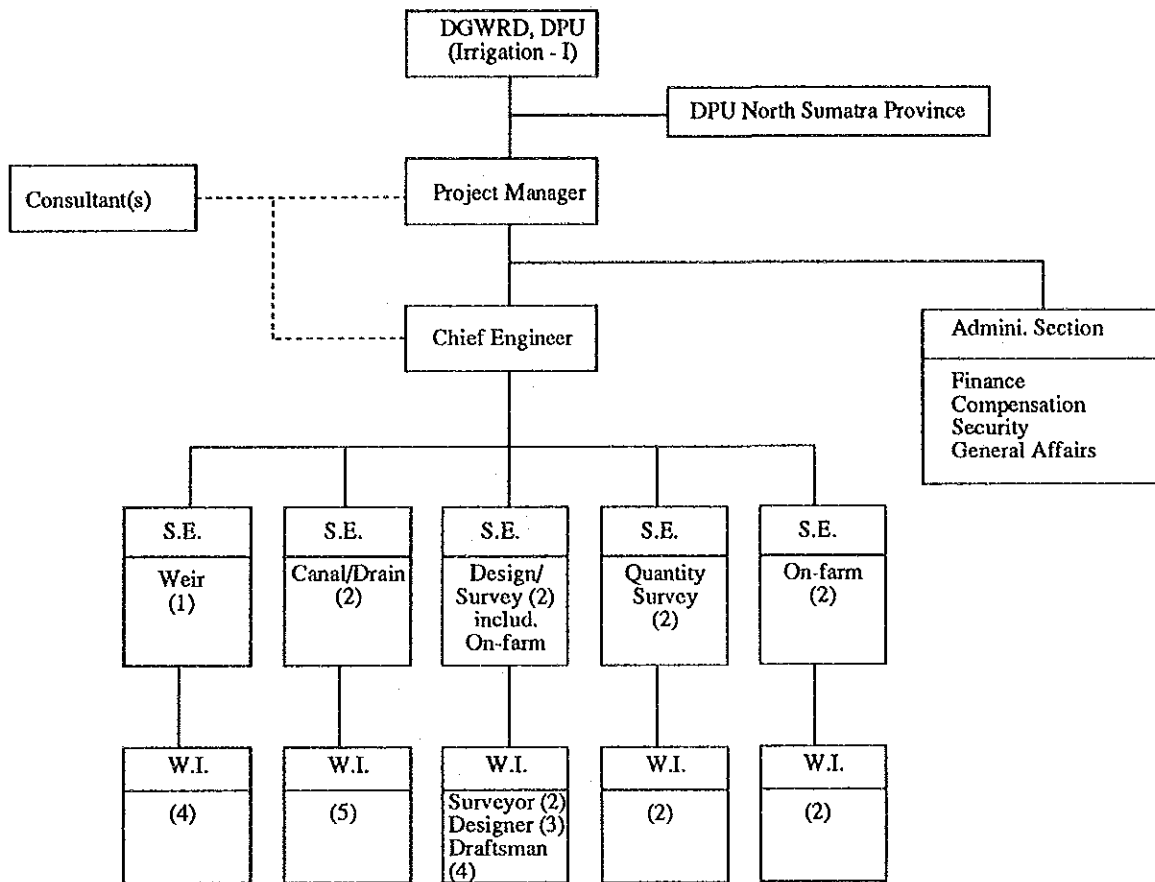 DGWRD, DPU
(Irrigation - I)
DPU North Sumatra Province
Consultant(s)
Project Manager
Chief Engineer
Admini. Section
Finance
Compensation
Security
General Affairs
S.E.
Weir
(1)
S.E.
Canal/Drain
(2)
S.E.
Design/
Survey (2)
includ.
On-farm
S.E.
Quantity
Survey
(2)
S.E.
On-farm
(2)
W.I.
(4)
W.I.
(5)
W.I.
Surveyor (2)
Designer (3)
Draftsman
(4)
W.I.
(2)
W.I.
(2)